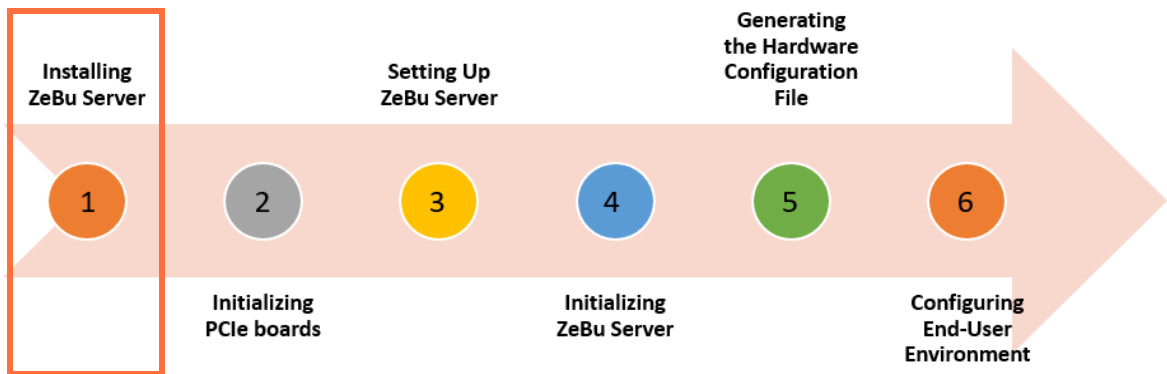 Installing
ZeBu Server
1
2
Initializing
PCIe boards
Setting Up
ZeBu Server
3
4
Initializing
ZeBu Server
Generating
the Hardware
Configuration
File
5
6
Configuring
End-User
Environment